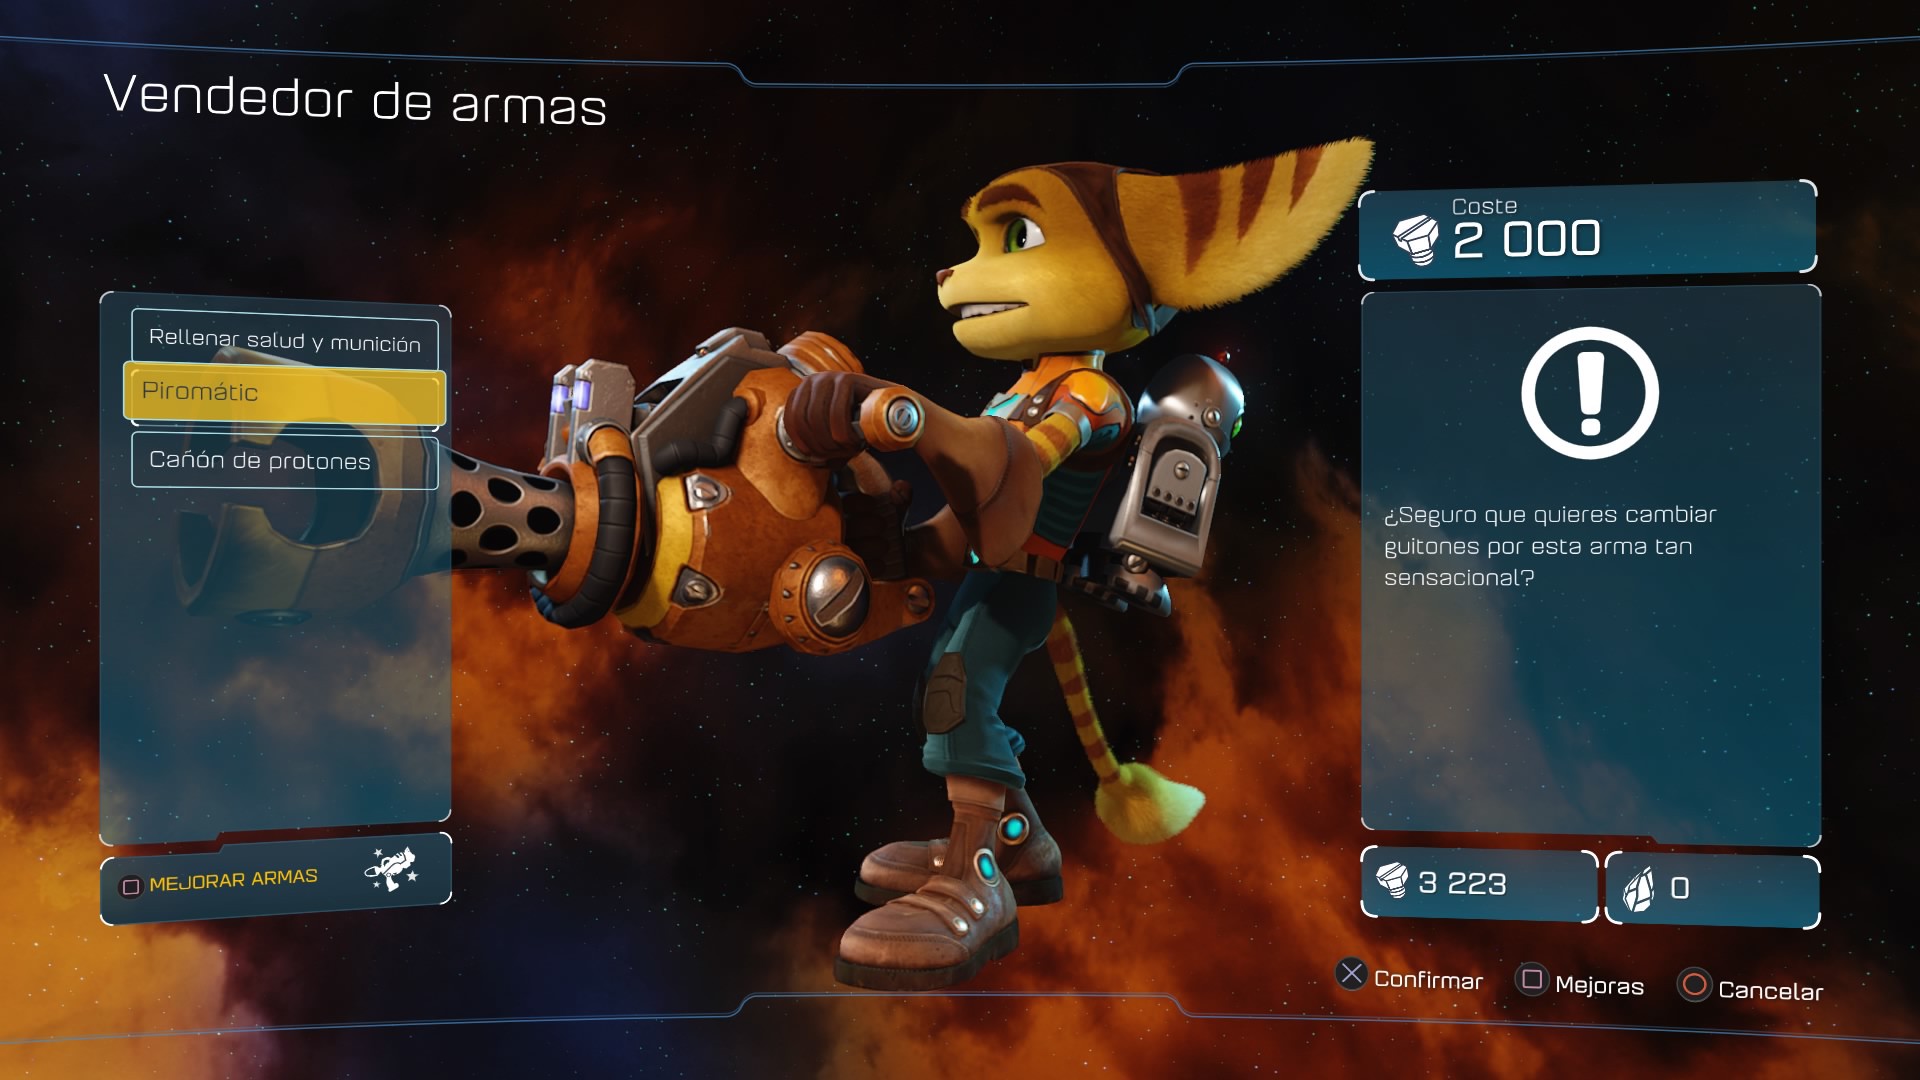 Vendedor de armas
Coste
2 000
Rellenar salud y munición
Piromátic
Cañón de protones
¿Seguro que quieres cambiar
guitones por esta arma tan
sensacional?
MEJORAR ARMAS
3 223
0
Confirmar
Mejoras
Cancelar